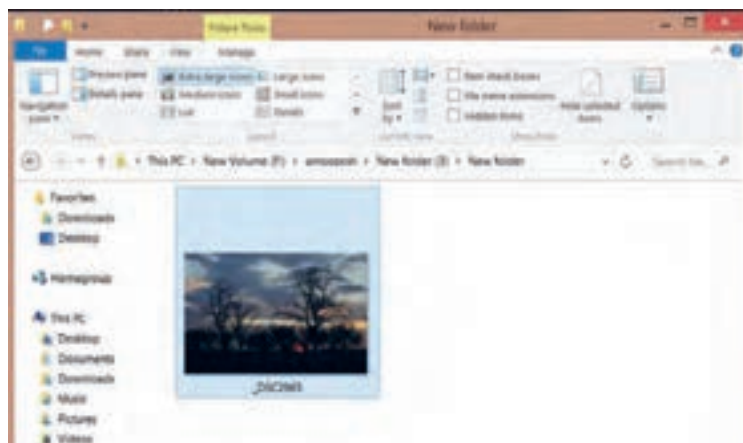 Picture Tools
New folder
File Home Share View Manage
Preview pane
Details pane
Navigation pane
Extra large icons Large icons
Medium icons Small icons
List Details
Sort by
Item check boxes
File name extensions
Hidden items
Hide selected items
Options
This PC New Volume (F:) New folder (3) New folder
Favorites
Downloads
Desktop
Homegroup
This PC
Desktop
Documents
Downloads
Music
Pictures
Videos